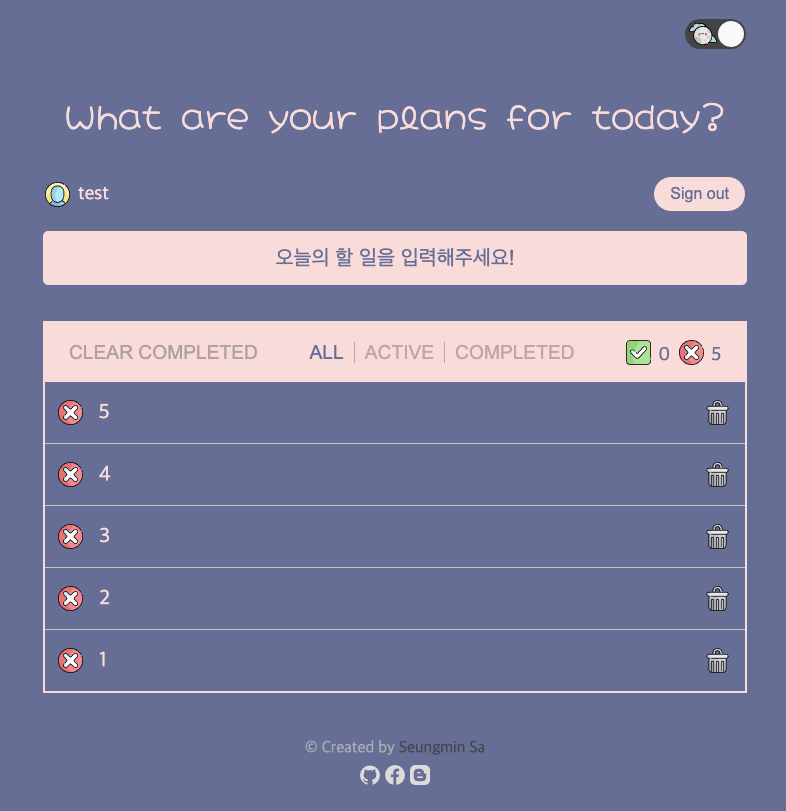 What are your plans for today?
test
Sign out
오늘의 할 일을 입력해주세요!
CLEAR COMPLETED ALL ACTIVE COMPLETED 0 5
5
4
3
2
1
© Created by Seungmin Sa